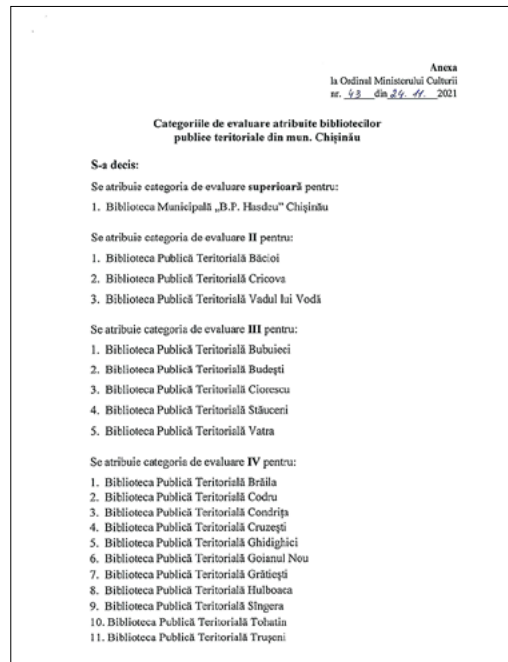 Anexa
la Ordinul Ministerului Culturii
nr. 43 din 24. 11. 2021
Categoriile de evaluare atribuite bibliotecilor
publice teritoriale din mun. Chișinău
S-a decis:
Se atribuie categoria de evaluare superioară pentru:
1. Biblioteca Municipală „B.P. Hasdeu” Chișinău
Se atribuie categoria de evaluare II pentru:
1. Biblioteca Publică Teritorială Băcioi
2. Biblioteca Publică Teritorială Cricova
3. Biblioteca Publică Teritorială Vadul lui Vodă
Se atribuie categoria de evaluare III pentru:
1. Biblioteca Publică Teritorială Bubuieci
2. Biblioteca Publică Teritorială Budești
3. Biblioteca Publică Teritorială Ciorescu
4. Biblioteca Publică Teritorială Stăuceni
5. Biblioteca Publică Teritorială Vatra
Se atribuie categoria de evaluare IV pentru:
1. Biblioteca Publică Teritorială Brăila
2. Biblioteca Publică Teritorială Codru
3. Biblioteca Publică Teritorială Condrița
4. Biblioteca Publică Teritorială Cruzești
5. Biblioteca Publică Teritorială Ghidighici
6. Biblioteca Publică Teritorială Goianul Nou
7. Biblioteca Publică Teritorială Grătiești
8. Biblioteca Publică Teritorială Hulboaca
9. Biblioteca Publică Teritorială Sîngera
10. Biblioteca Publică Teritorială Tohatin
11. Biblioteca Publică Teritorială Trușeni